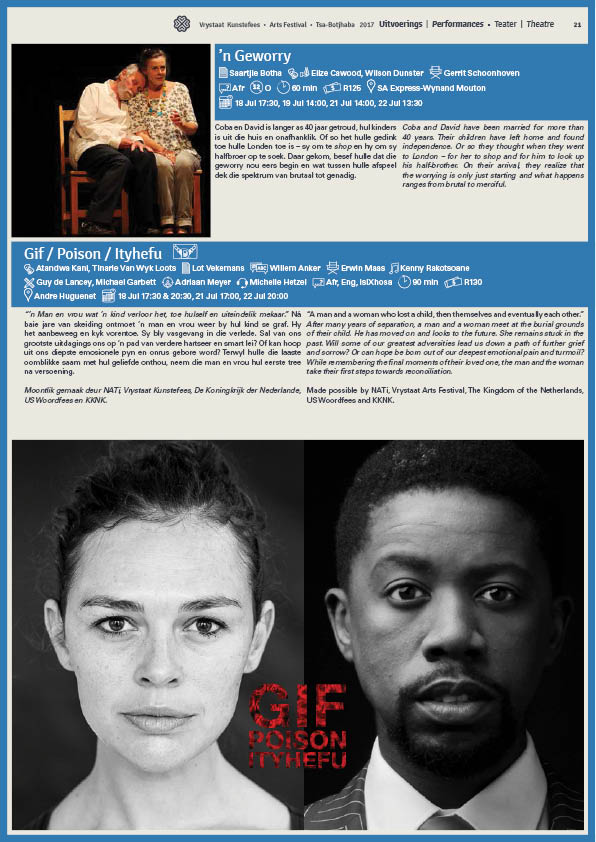 Vrystaat Kunstefees • Arts Festival • Tsa-Botjhaba 2017 Uitvoerings | Performances • Teater | Theatre 21
'n Geworry
Saartjie Botha Elize Cawood, Wilson Dunster Gerrit Schoonhoven
Afr O 60 min R125 SA Express-Wynand Mouton
18 Jul 17:30, 19 Jul 14:00, 21 Jul 14:00, 22 Jul 13:30
Coba en David is langer as 40 jaar getroud, hul kinders
is uit die huis en onafhanklik. Of so het hulle gedink
toe hulle Londen toe is – sy om te shop en hy om sy
halfbroer op te soek. Daar gekom, besef hulle dat die
geworry nou eers begin en wat tussen hulle afspeel
dek die spektrum van brutaal tot genadig.
Coba and David have been married for more than
40 years. Their children have left home and found
independence. Or so they thought when they went
to London – for her to shop and for him to look up
his half-brother. On their arrival, they realize that
the worrying is only just starting and what happens
ranges from brutal to merciful.
Gif / Poison / Ityhefu
Atandwa Kani, Tinarie Van Wyk Loots Lot Vekemans ABC Willem Anker Erwin Maas Kenny Rakotsoane
Guy de Lancey, Michael Garbett Adriaan Meyer Michelle Hetzel Afr, Eng, IsiXhosa 90 min R130
Andre Huguenet 18 Jul 17:30 & 20:30, 21 Jul 17:00, 22 Jul 20:00
"'n Man en vrou wat 'n kind verloor het, toe hulself en uiteindelik mekaar." Ná
baie jare van skeiding ontmoet 'n man en vrou weer by hul kind se graf. Hy
het aanbeweeg en kyk vorentoe. Sy bly vasgevang in die verlede. Sal van ons
grootste uitdagings ons op 'n pad van verdere hartseer en smart lei? Of kan hoop
uit ons diepste emosionele pyn en onrus gebore word? Terwyl hulle die laaste
oomblikke saam met hul geliefde onthou, neem die man en vrou hul eerste tree
na versoening.
Moontlik gemaak deur NATi, Vrystaat Kunstefees, De Koningkrijk der Nederland,
US Woordfees en KKNK.
"A man and a woman who lost a child, then themselves and eventually each other."
After many years of separation, a man and a woman meet at the burial grounds
of their child. He has moved on and looks to the future. She remains stuck in the
past. Will some of our greatest adversities lead us down a path of further grief
and sorrow? Or can hope be born out of our deepest emotional pain and turmoil?
While remembering the final moments of their loved one, the man and the woman
take their first steps towards reconciliation.
Made possible by NATi, Vrystaat Arts Festival, The Kingdom of the Netherlands,
US Woordfees and KKNK.
GIF
POISON
ITYHEFU